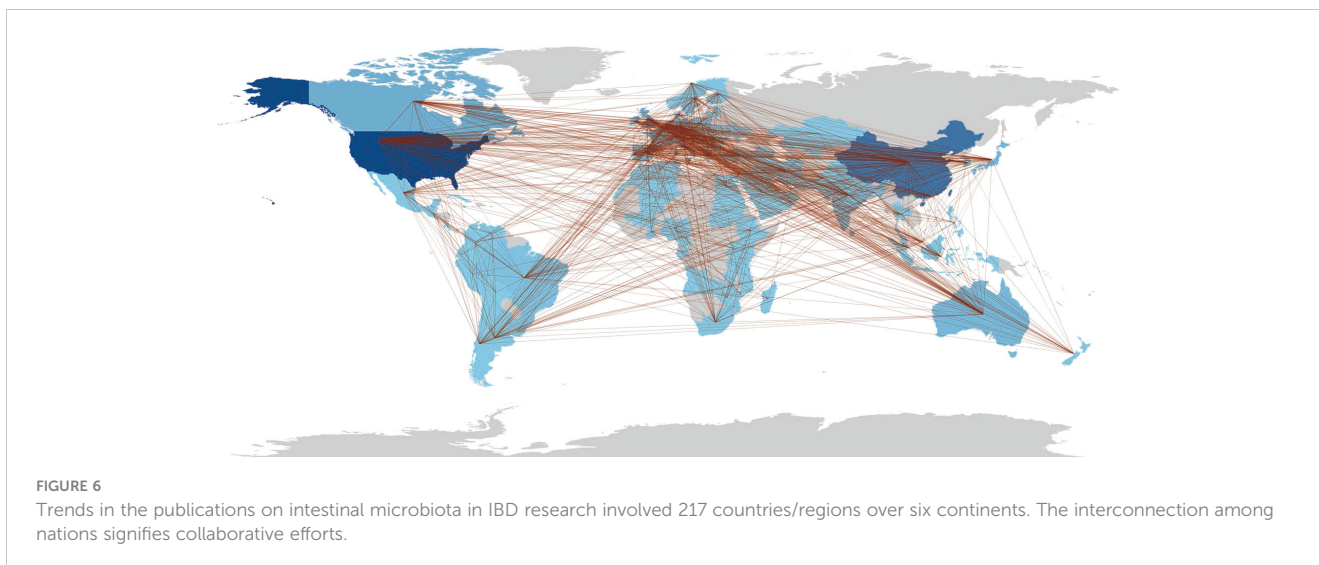 FIGURE 6
Trends in the publications on intestinal microbiota in IBD research involved 217 countries/regions over six continents. The interconnection among
nations signifies collaborative efforts.